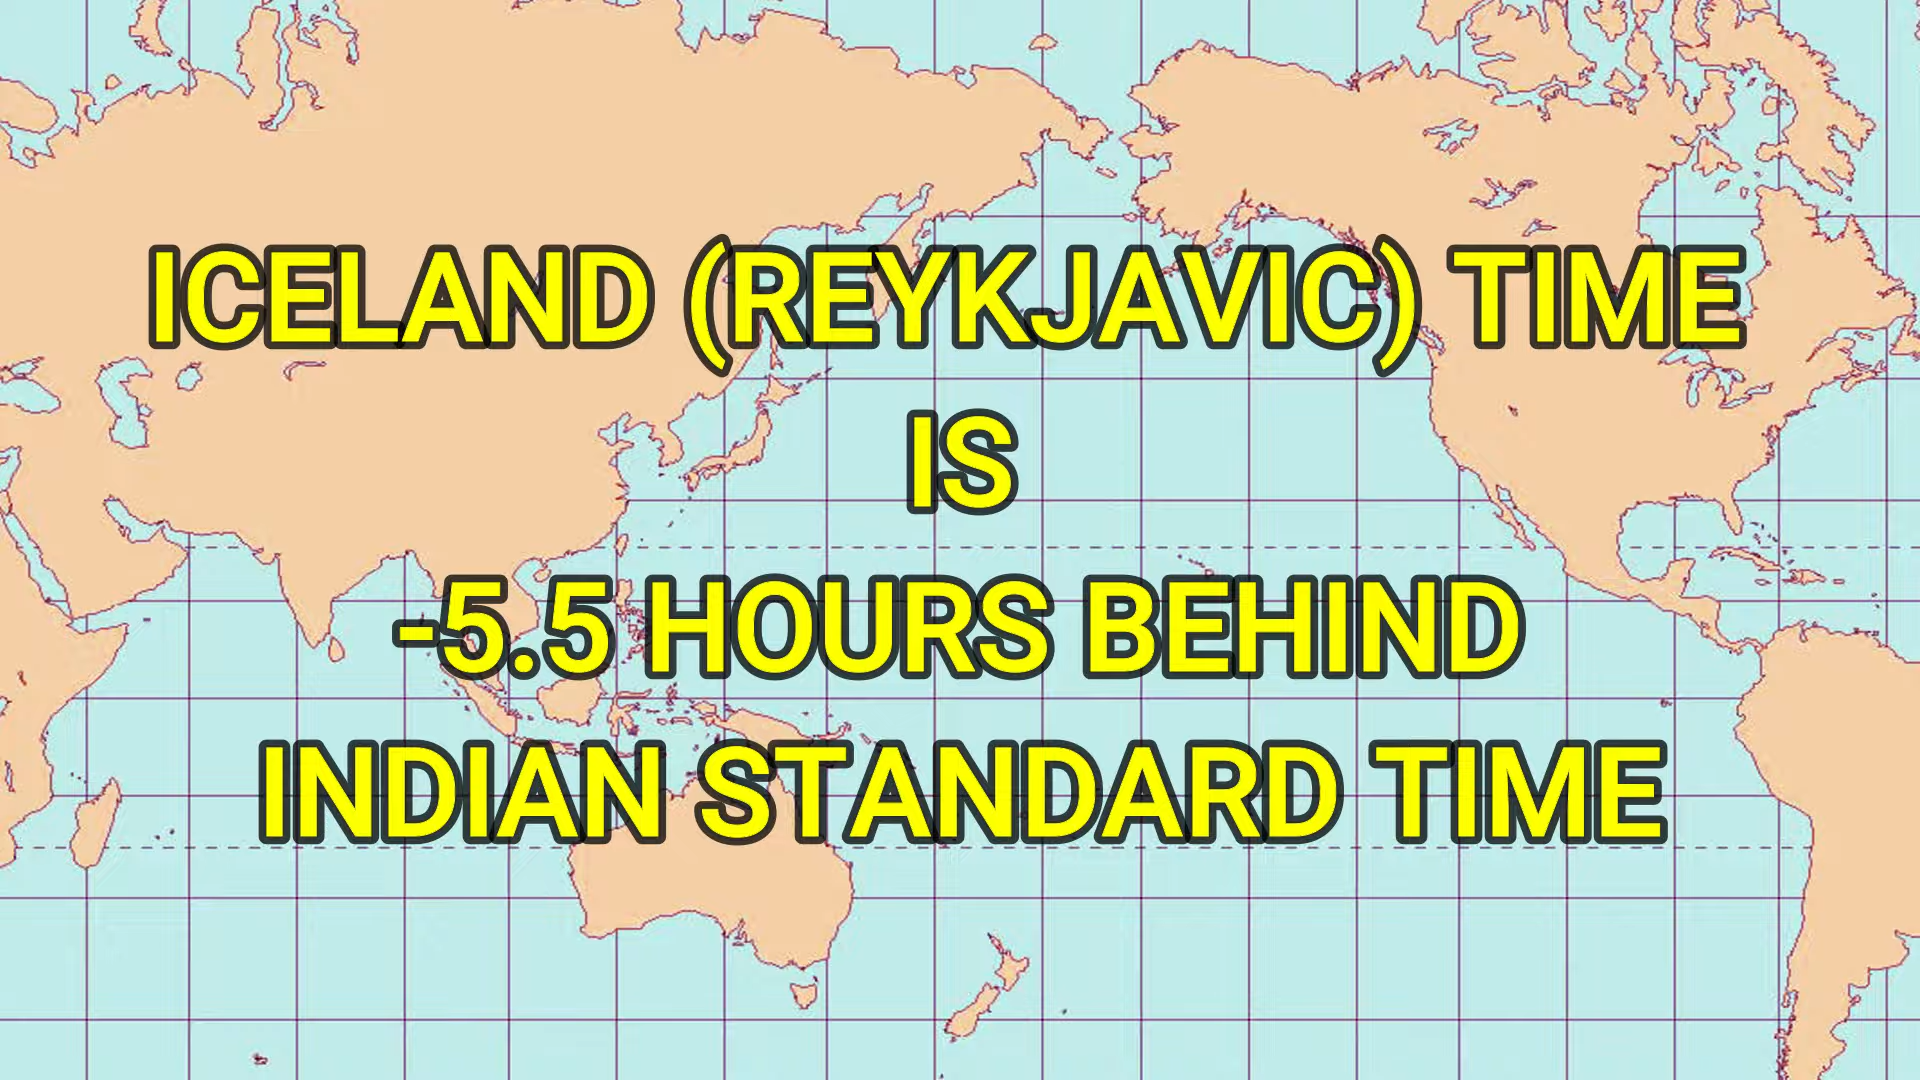 ICELAND (REYKJAVIC) TIME
IS
-5.5 HOURS BEHIND
INDIAN STANDARD TIME